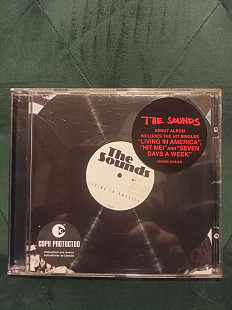 THE SOUNDS
DEBUT ALBUM
INCLUDES THE HIT SINGLES
"LIVING IN AMERICA",
"HIT ME!" AND "SEVEN
DAYS A WEEK"
The
Sounds
LIVING IN AMERICA
COPY PROTECTED